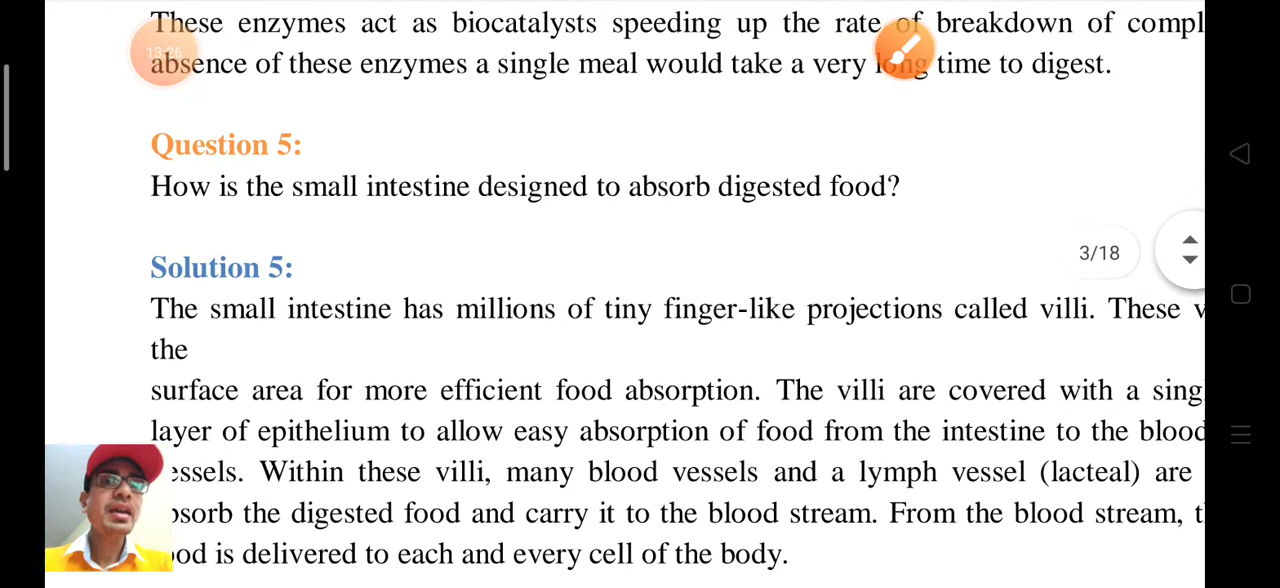 These enzymes act as biocatalysts speeding up the rate of breakdown of compl
13:26
absence of these enzymes a single meal would take a very long time to digest.
Question 5:
How is the small intestine designed to absorb digested food?
3/18
Solution 5:
The small intestine has millions of tiny finger-like projections called villi. These
the
surface area for more efficient food absorption. The villi are covered with a sing
layer of epithelium to allow easy absorption of food from the intestine to the blood
essels. Within these villi, many blood vessels and a lymph vessel (lacteal) are
bsorb the digested food and carry it to the blood stream. From the blood stream, t
ood is delivered to each and every cell of the body.